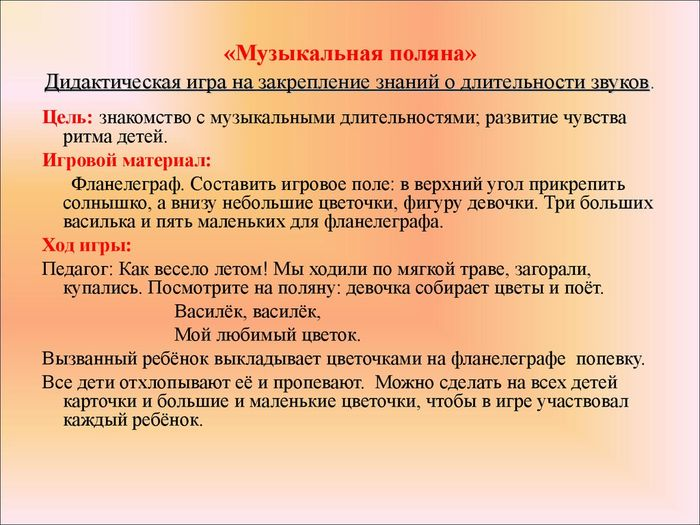 «Музыкальная поляна»
Дидактическая игра на закрепление знаний о длительности звуков.
Цель: знакомство с музыкальными длительностями; развитие чувства
ритма детей.
Игровой материал:
Фланелеграф. Составить игровое поле: в верхний угол прикрепить
солнышко, а внизу небольшие цветочки, фигуру девочки. Три больших
василька и пять маленьких для фланелеграфа.
Ход игры:
Педагог: Как весело летом! Мы ходили по мягкой траве, загорали,
купались. Посмотрите на поляну: девочка собирает цветы и поёт.
Василёк, василёк,
Мой любимый цветок.
Вызванный ребёнок выкладывает цветочками на фланелеграфе попевку.
Все дети отхлопывают её и пропевают. Можно сделать на всех детей
карточки и большие и маленькие цветочки, чтобы в игре участвовал
каждый ребёнок.